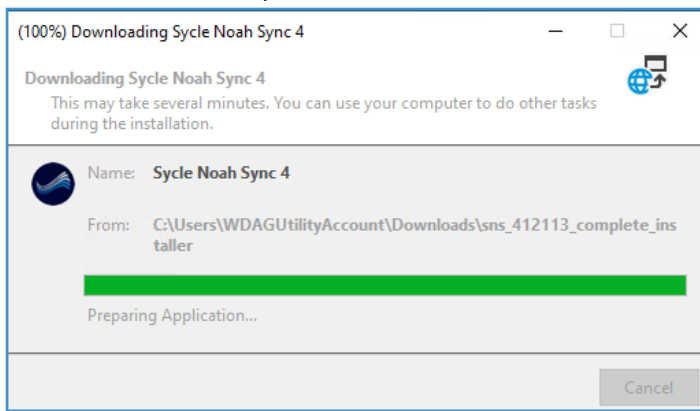 (100%) Downloading Sycle Noah Sync 4
Downloading Sycle Noah Sync 4
This may take several minutes. You can use your computer to do other tasks
during the installation.
Name: Sycle Noah Sync 4
From: C:\Users\WDAGUtilityAccount\Downloads\sns_412113_complete_ins
taller
Preparing Application...
Cancel